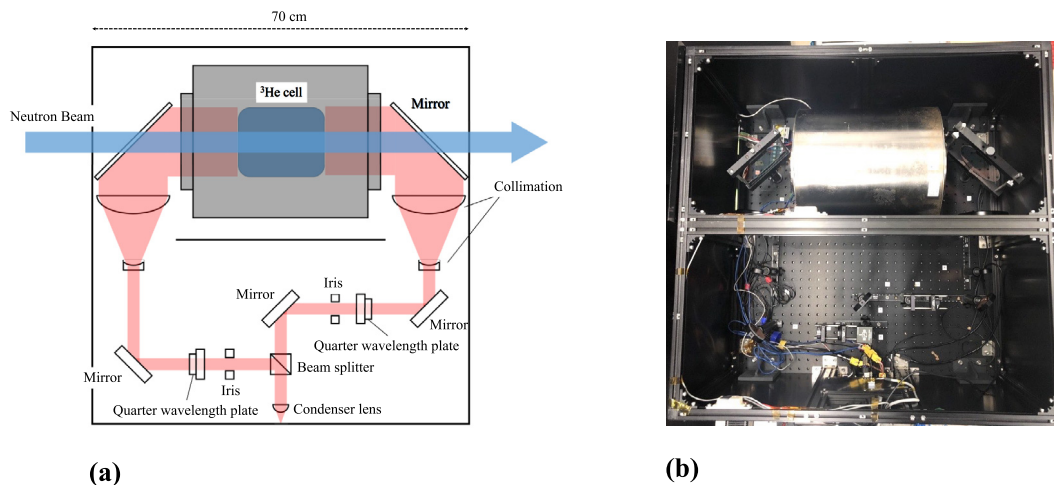 70 cm
³He cell
Mirror
Neutron Beam
Collimation
Iris
Mirror
Mirror
Quarter wavelength plate
Beam splitter
Mirror
Iris
Quarter wavelength plate
Condenser lens
(a)
(b)